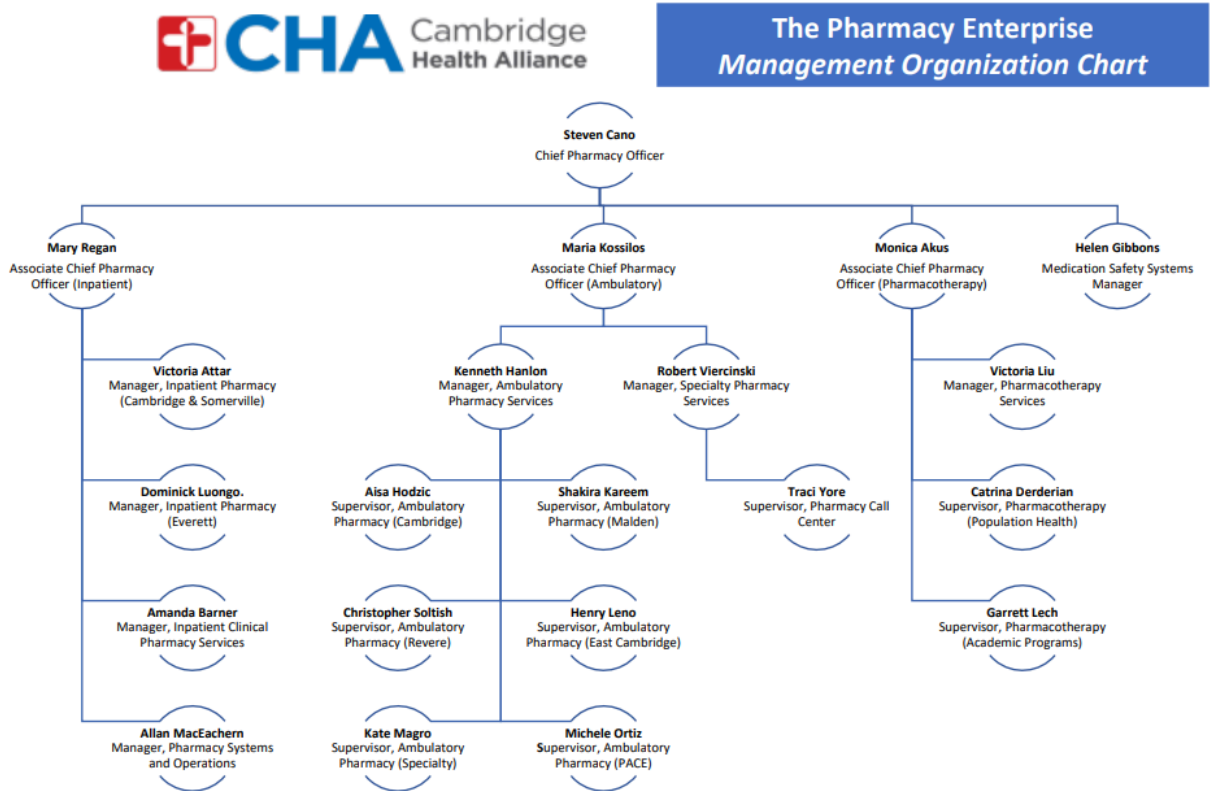 CHA Cambridge
Health Alliance
The Pharmacy Enterprise
Management Organization Chart
Steven Cano
Chief Pharmacy Officer
Mary Regan
Associate Chief Pharmacy
Officer (Inpatient)
Maria Kossilos
Associate Chief Pharmacy
Officer (Ambulatory)
Monica Akus
Associate Chief Pharmacy
Officer (Pharmacotherapy)
Helen Gibbons
Medication Safety Systems
Manager
Victoria Attar
Manager, Inpatient Pharmacy
(Cambridge & Somerville)
Kenneth Hanlon
Manager, Ambulatory
Pharmacy Services
Robert Viercinski
Manager, Specialty Pharmacy
Services
Victoria Liu
Manager, Pharmacotherapy
Services
Dominick Luongo.
Manager, Inpatient Pharmacy
(Everett)
Aisa Hodzic
Supervisor, Ambulatory
Pharmacy (Cambridge)
Shakira Kareem
Supervisor, Ambulatory
Pharmacy (Malden)
Traci Yore
Supervisor, Pharmacy Call
Center
Catrina Derderian
Supervisor, Pharmacotherapy
(Population Health)
Amanda Barner
Manager, Inpatient Clinical
Pharmacy Services
Christopher Soltish
Supervisor, Ambulatory
Pharmacy (Revere)
Henry Leno
Supervisor, Ambulatory
Pharmacy (East Cambridge)
Garrett Lech
Supervisor, Pharmacotherapy
(Academic Programs)
Allan MacEachern
Manager, Pharmacy Systems
and Operations
Kate Magro
Supervisor, Ambulatory
Pharmacy (Specialty)
Michele Ortiz
Supervisor, Ambulatory
Pharmacy (PACE)